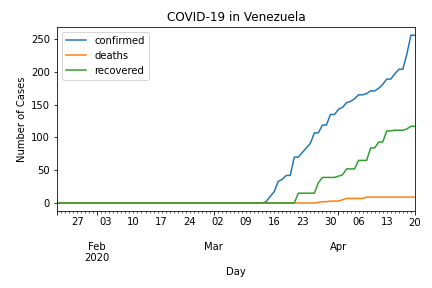 COVID-19 in Venezuela
confirmed
deaths
recovered
Number of Cases
250
200
150
100
50
0
27 03 10 17 24 02 09 16 23 30 06 13 20
Feb Mar Apr
2020
Day